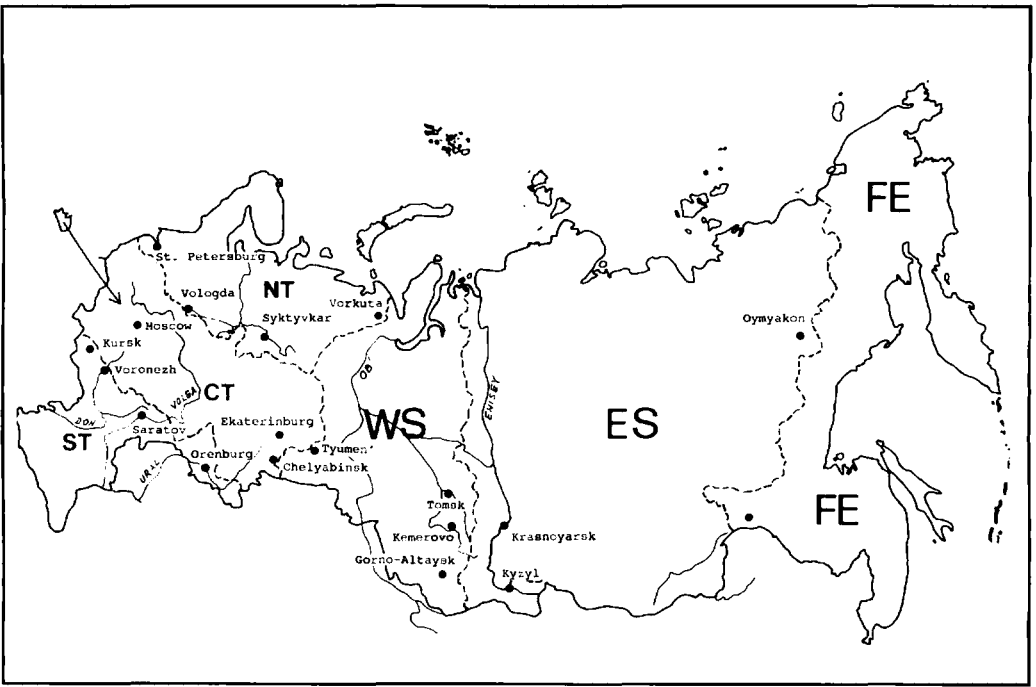 FE
St. Petersburg
Vologda
NT
Vorkuta
Syktyvkar
Moscow
Oymyakon
Kursk
Voronezh
OB
ENISEY
VOLGA
CT
DON
Saratov
Ekaterinburg
WS
ES
ST
Orenburg
Tyumen
URAL
Chelyabinsk
Tomsk
FE
Kemerovo
Krasnoyarsk
Gorno-Altaysk
Kyzyl